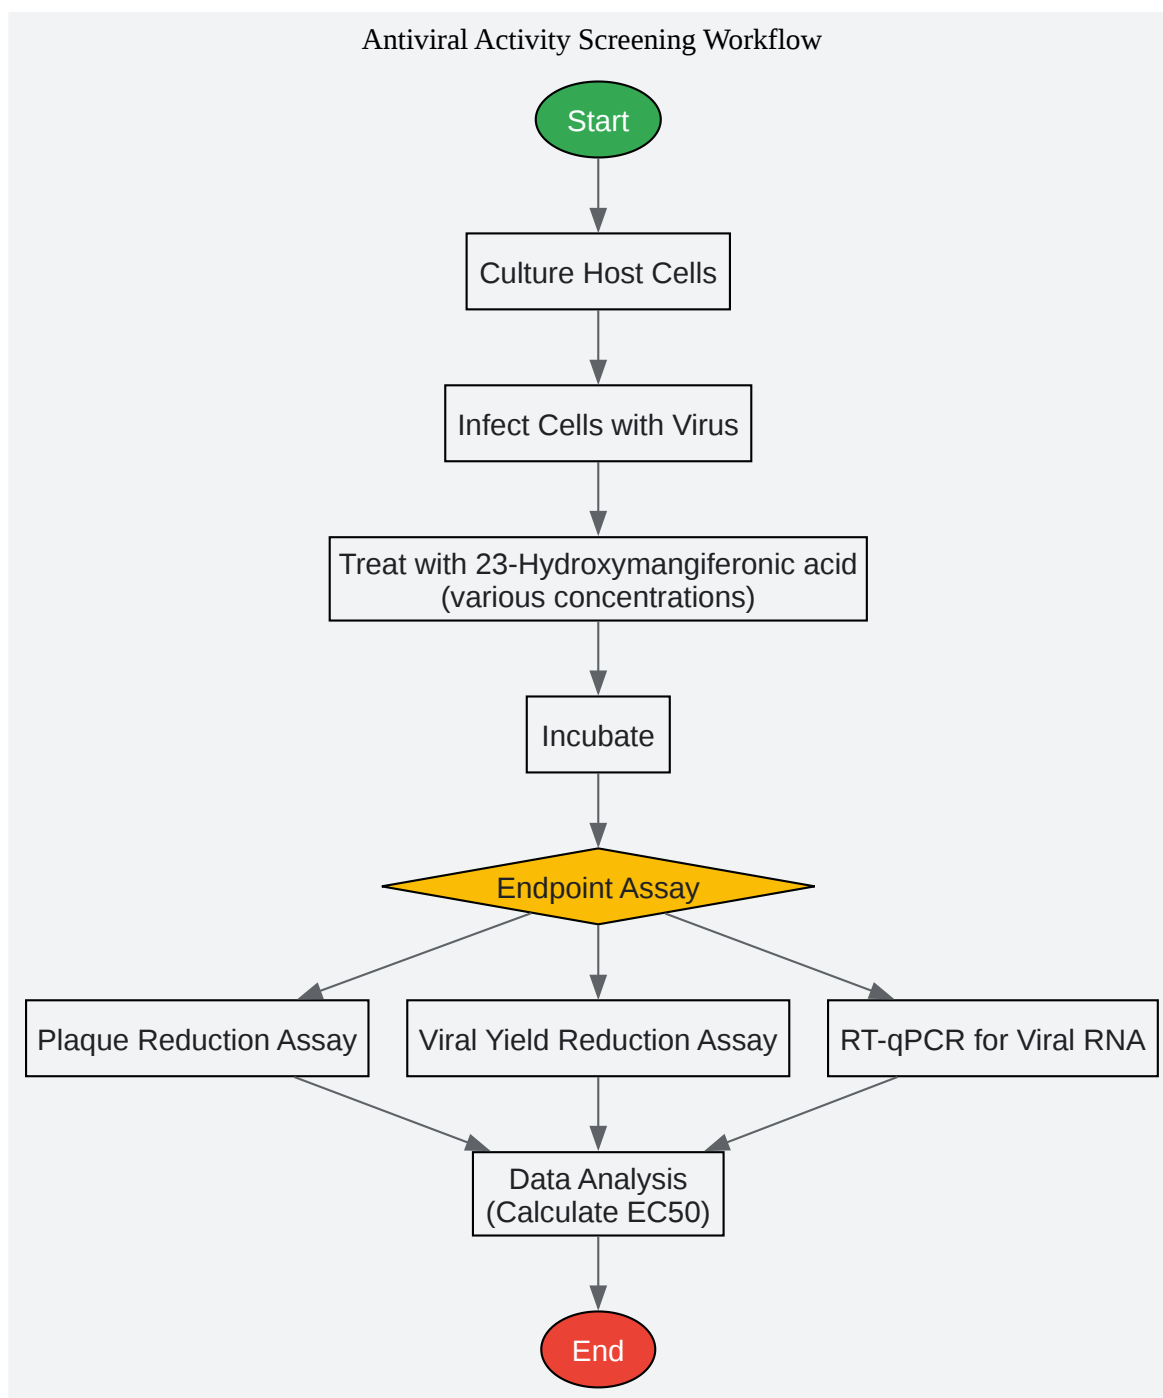 Antiviral Activity Screening Workflow
Start
Culture Host Cells
Infect Cells with Virus
Treat with 23-Hydroxymangiferonic acid
(various concentrations)
Incubate
Endpoint Assay
Plaque Reduction Assay
Viral Yield Reduction Assay
RT-qPCR for Viral RNA
Data Analysis
(Calculate EC50)
End